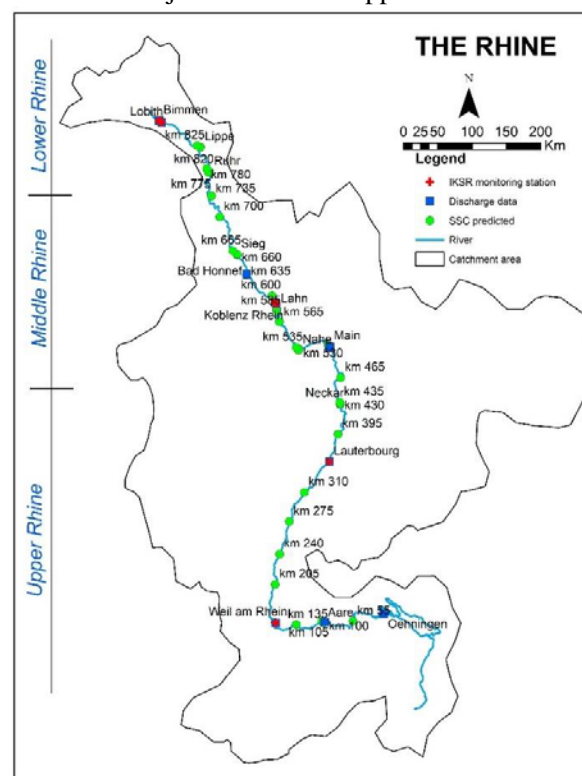 THE RHINE
N
0 25 50 100 150 200
Km
Legend
IKSR monitoring station
Discharge data
SSC predicted
River
Catchment area
Lower Rhine
Middle Rhine
Upper Rhine
Lobith
Bimmen
km 825
Lippe
km 820
Ruhr
km 780
km 775
km 735
km 700
km 665
Sieg
km 660
Bad Honnef
km 635
km 600
Lahn
km 565
Koblenz Rhein
km 535
Nahe
Main
km 530
km 465
Neckar
km 435
km 430
km 395
Lauterbourg
km 310
km 275
km 240
km 205
Weil am Rhein
km 135
Aare
km 55
km 105
km 100
Oehningen